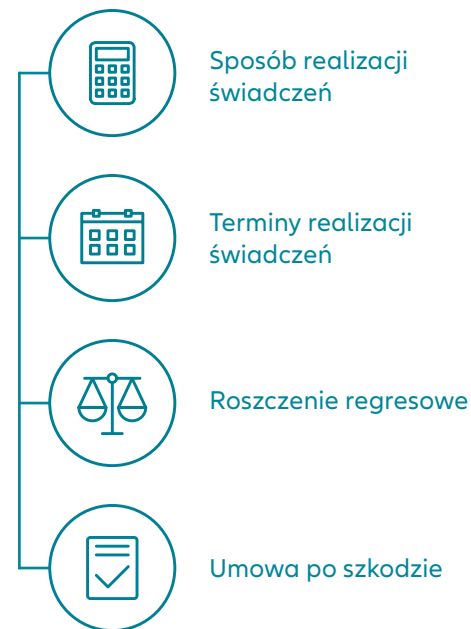 Sposób realizacji
świadczeń
Terminy realizacji
świadczeń
Roszczenie regresowe
Umowa po szkodzie